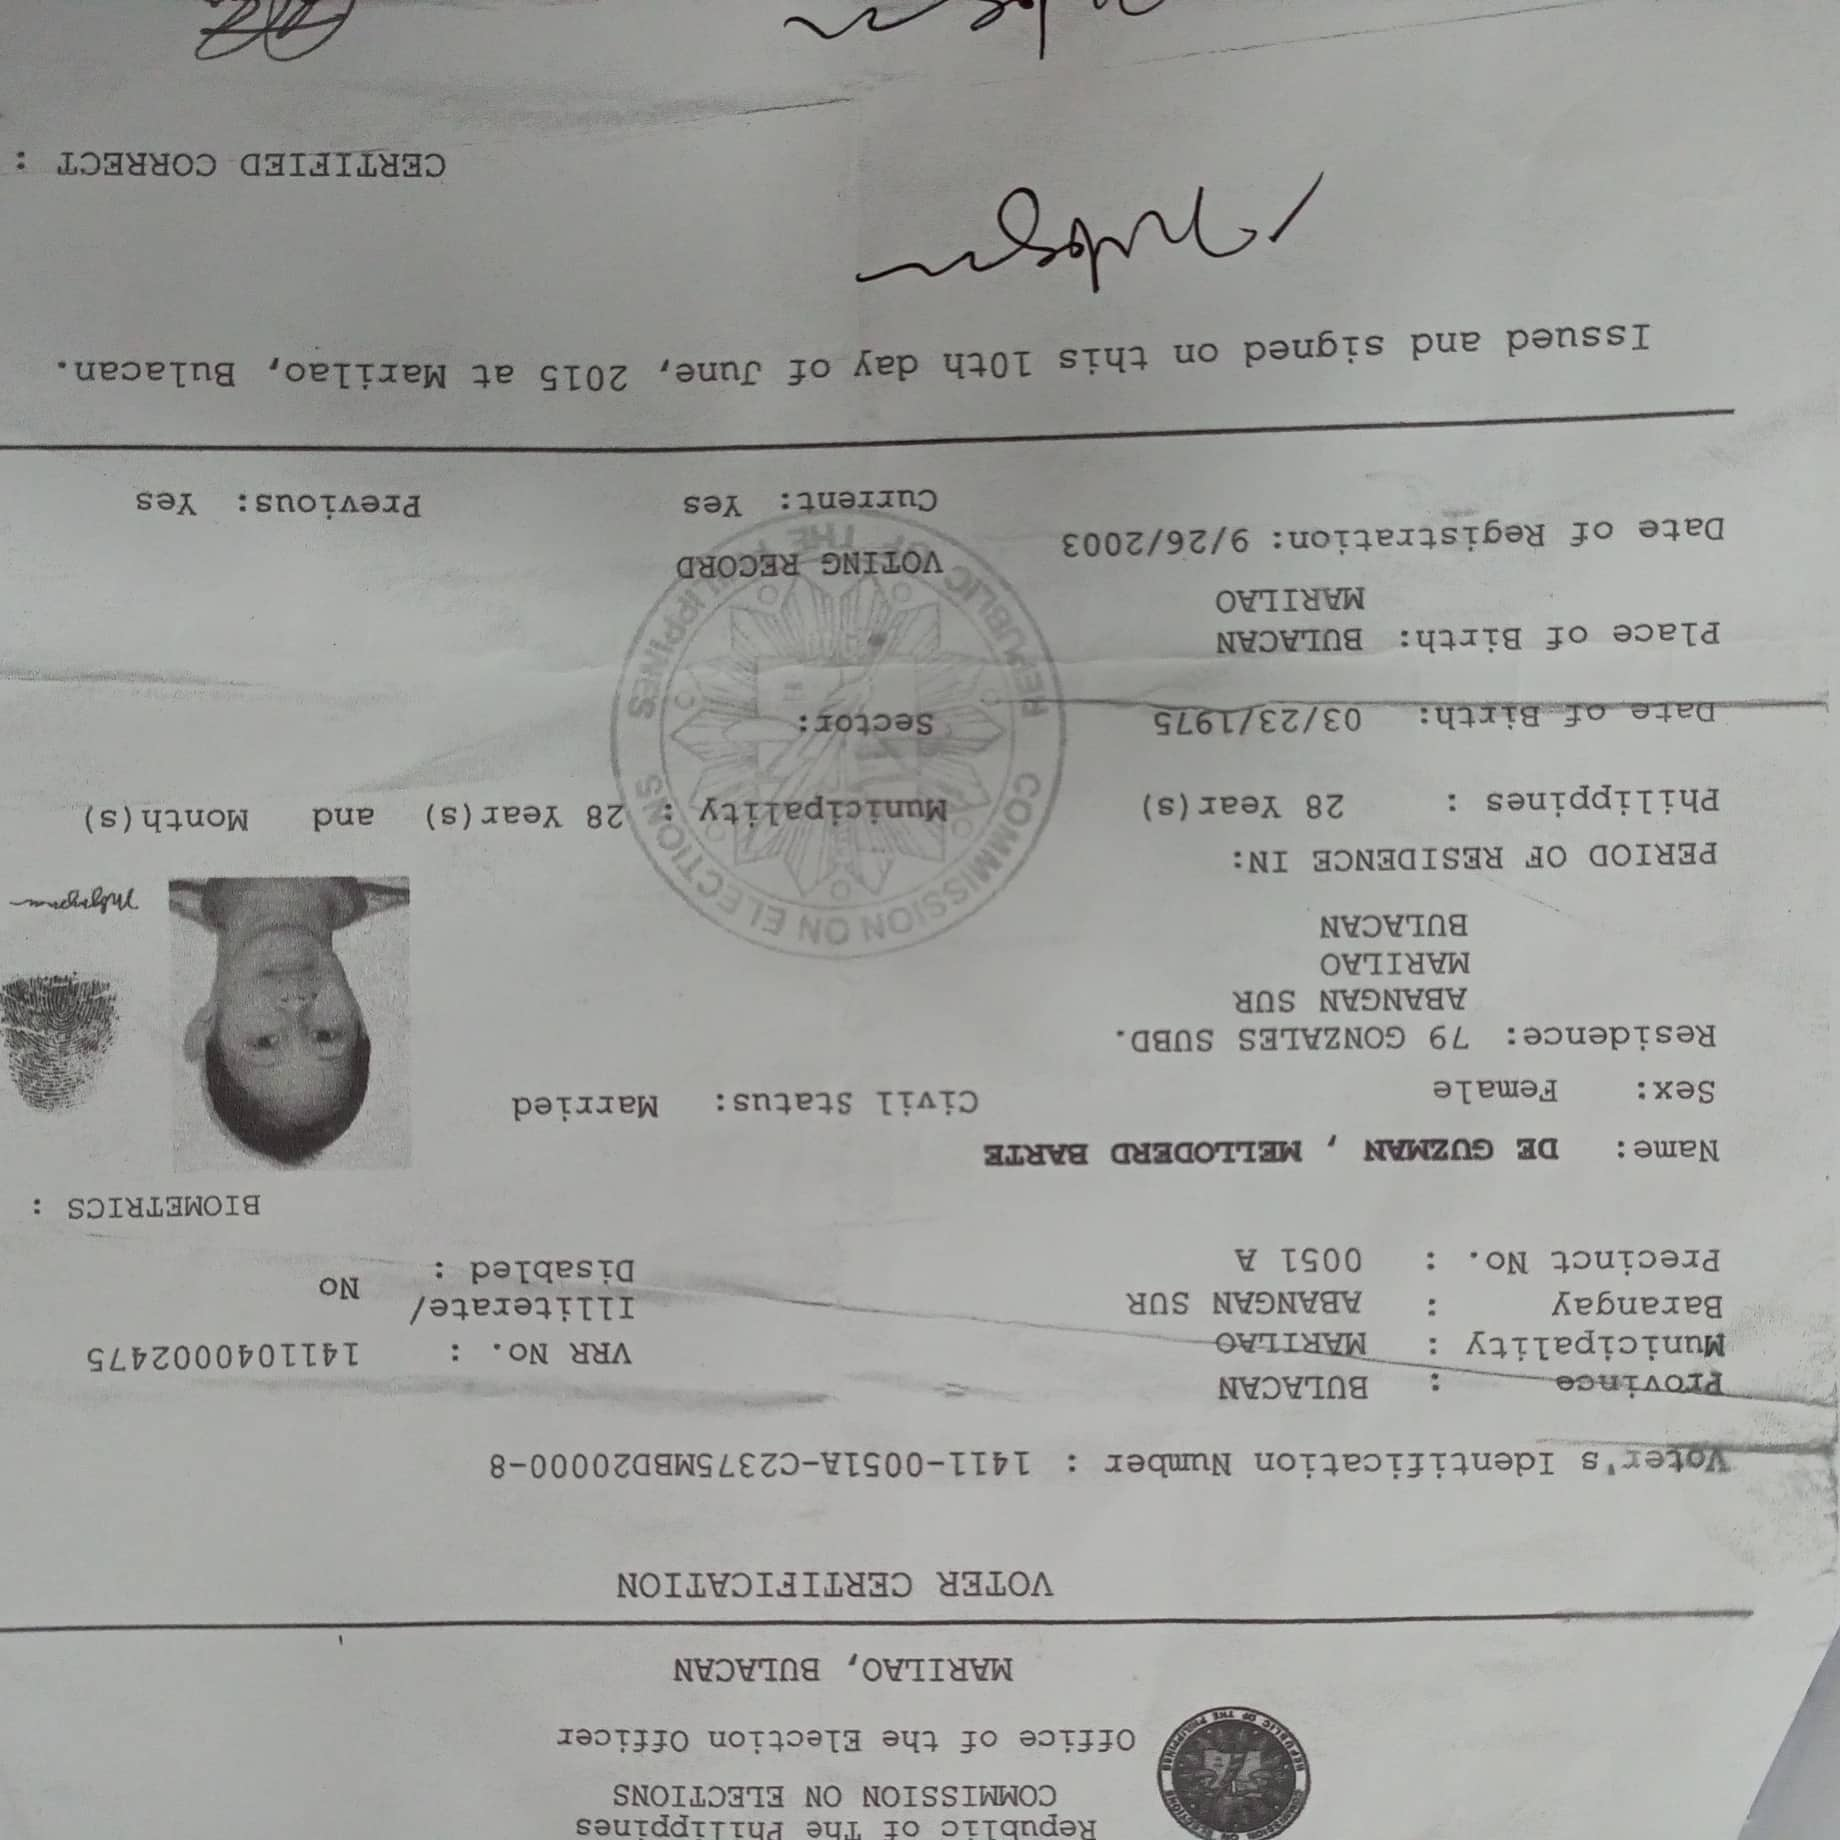 Republic of The Philippines
COMMISSION ON ELECTIONS
Office of the Election Officer
MARILAO, BULACAN
VOTER CERTIFICATION
Voter's Identification Number : 1411-0051A-C2375MBD20000-8
Province : BULACAN
Municipality : MARILAO VRR No. : 1411040002475
Barangay : ABANGAN SUR Illiterate/
Precinct No. : 0051 A Disabled : No
BIOMETRICS :
Name: DE GUZMAN , MELLODERD BARTE
Sex: Female Civil Status: Married
Residence: 79 GONZALES SUBD.
ABANGAN SUR
MARILAO
BULACAN
PERIOD OF RESIDENCE IN:
Philippines : 28 Year(s) Municipality : 28 Year(s) and Month(s)
Date of Birth: 03/23/1975 Sector:
Place of Birth: BULACAN
MARILAO VOTING RECORD
Date of Registration: 9/26/2003 Current: Yes Previous: Yes
COMMISSION ON ELECTIONS
REPUBLIC OF THE PHILIPPINES
Issued and signed on this 10th day of June, 2015 at Marilao, Bulacan.
CERTIFIED CORRECT :